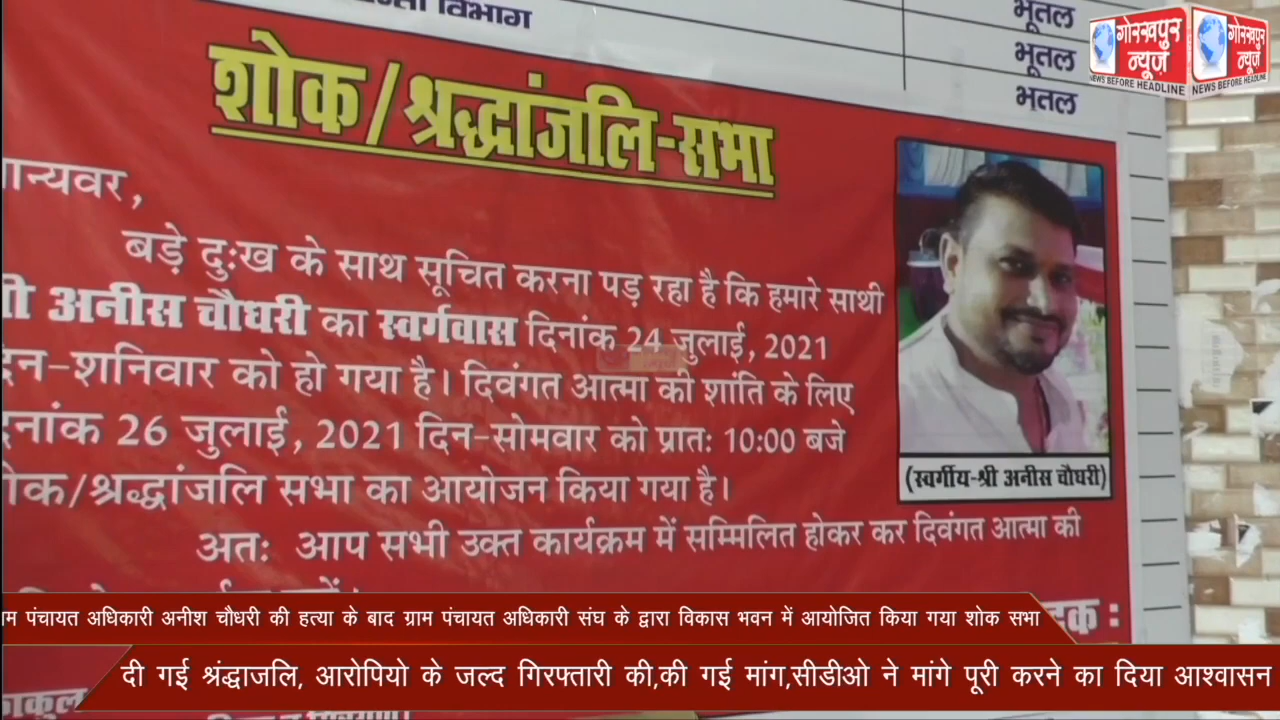 विभाग
भूतल
भूतल
भूतल
गोरखपुर न्यूज
NEWS BEFORE HEADLINE
गोरखपुर न्यूज
NEWS BEFORE HEADLINE
शोक/श्रद्धांजलि-सभा
ान्यवर,
बड़े दुःख के साथ सूचित करना पड़ रहा है कि हमारे साथी
अनीस चौधरी का स्वर्गवास दिनांक 24 जुलाई, 2021
न-शनिवार को हो गया है। दिवंगत आत्मा की शांति के लिए
नांक 26 जुलाई, 2021 दिन-सोमवार को प्रातः 10:00 बजे
ोक/श्रद्धांजलि सभा का आयोजन किया गया है।
(स्वर्गीय-श्री अनीस चौधरी)
अतः आप सभी उक्त कार्यक्रम में सम्मिलित होकर कर दिवंगत आत्मा की
म पंचायत अधिकारी अनीश चौधरी की हत्या के बाद ग्राम पंचायत अधिकारी संघ के द्वारा विकास भवन में आयोजित किया गया शोक सभा
दी गई श्रंद्धाजलि, आरोपियो के जल्द गिरफ्तारी की,की गई मांग,सीडीओ ने मांगे पूरी करने का दिया आश्वासन
ाकुल